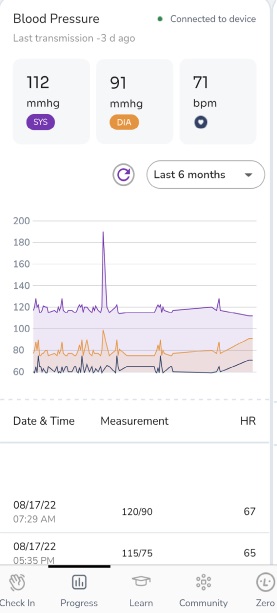 Blood Pressure
Connected to device
Last transmission -3 d ago
112
91
71
mmhg
mmhg
bpm
SYS
DIA
Last 6 months
200
180
160
140
120
100
80
60
Date & Time
Measurement
HR
08/17/22
07:29 AM
120/90
67
08/17/22
05:35 PM
115/75
65
Check In
Progress
Learn
Community
Zero